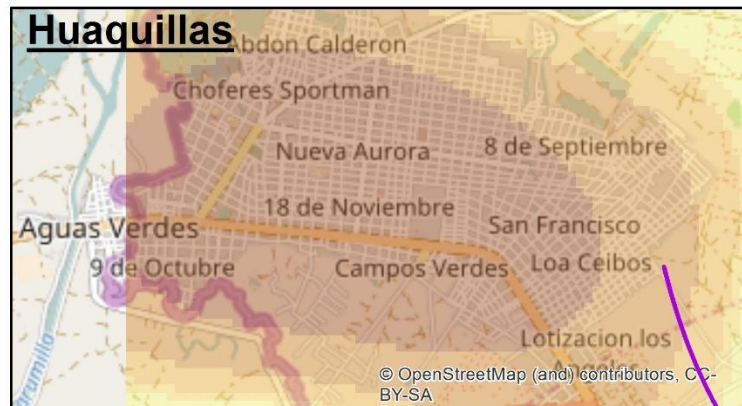 Huaquillas
Abdon Calderon
Choferes Sportman
Nueva Aurora
8 de Septiembre
18 de Noviembre
Aguas Verdes
San Francisco
9 de Octubre
Campos Verdes
Loa Ceibos
Lotizacion los
© OpenStreetMap (and) contributors, CC-
BY-SA